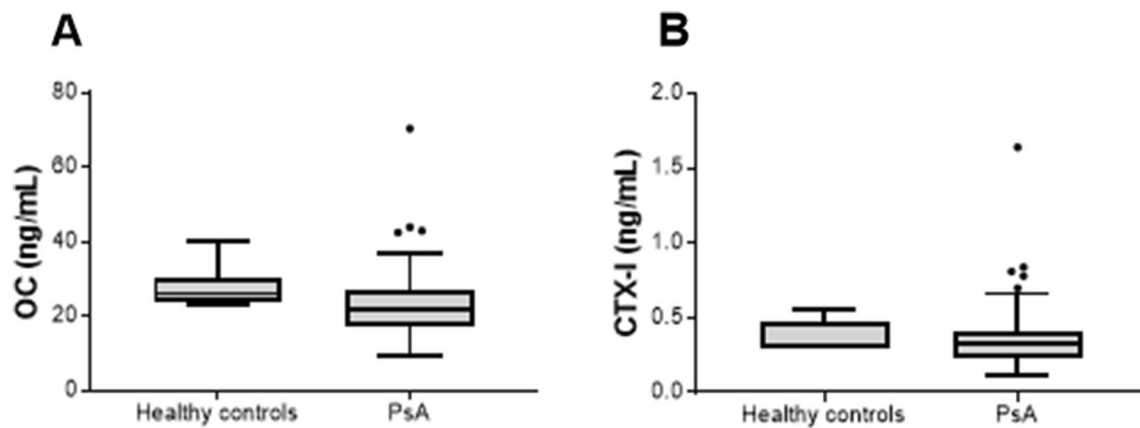 A
OC (ng/mL)
80
60
40
20
0
Healthy controls
PsA
B
CTX-I (ng/mL)
2.0
1.5
1.0
0.5
0.0
Healthy controls
PsA